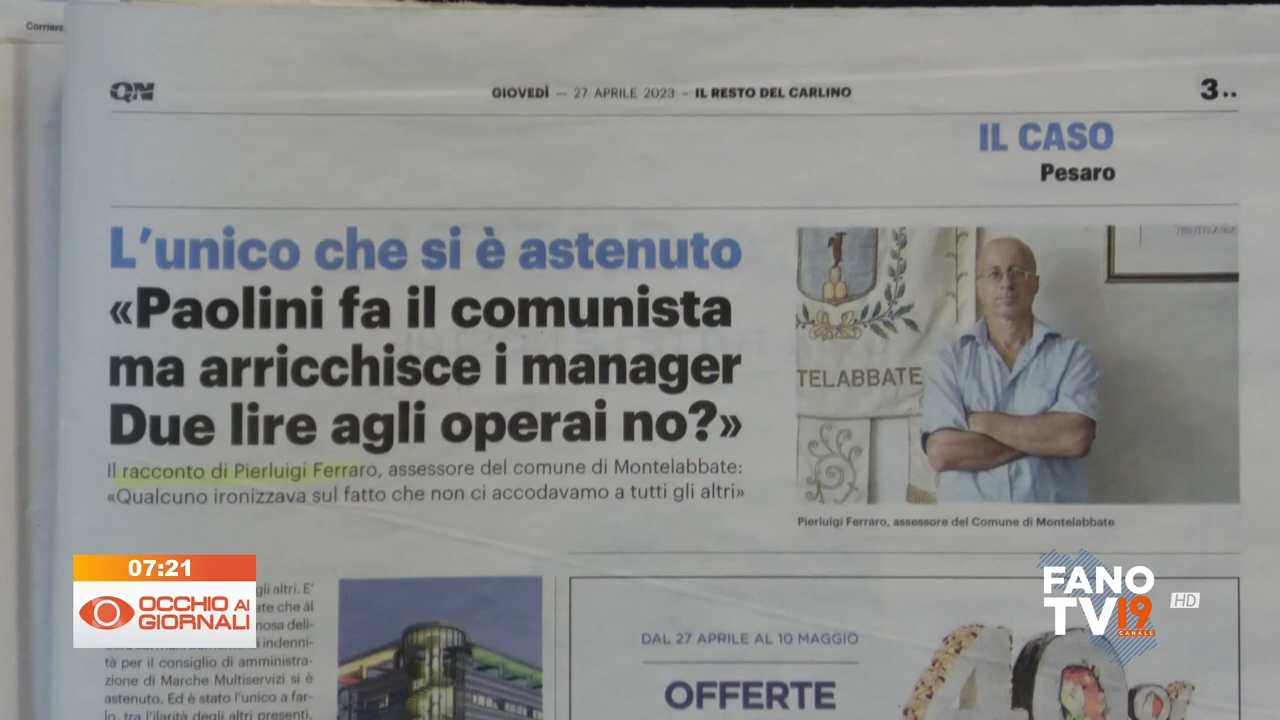 Corriere
QN
GIOVEDÌ — 27 APRILE 2023 – IL RESTO DEL CARLINO
3..
IL CASO
Pesaro
L'unico che si è astenuto
«Paolini fa il comunista
ma arricchisce i manager
Due lire agli operai no?»
Il racconto di Pierluigi Ferraro, assessore del comune di Montelabbate:
«Qualcuno ironizzava sul fatto che non ci accodavamo a tutti gli altri»
TELABBATE
Pierluigi Ferraro, assessore del Comune di Montelabbate
07:21
OCCHIO AI
GIORNALI
gli altri. E'
ate che al
nosa deli-
i indenni-
tà per il consiglio di amministra-
zione di Marche Multiservizi si è
astenuto. Ed è stato l'unico a far-
lo, tra l'ilarità degli altri presenti,
DAL 27 APRILE AL 10 MAGGIO
OFFERTE
40
FANO
TV19
CANALE
HD